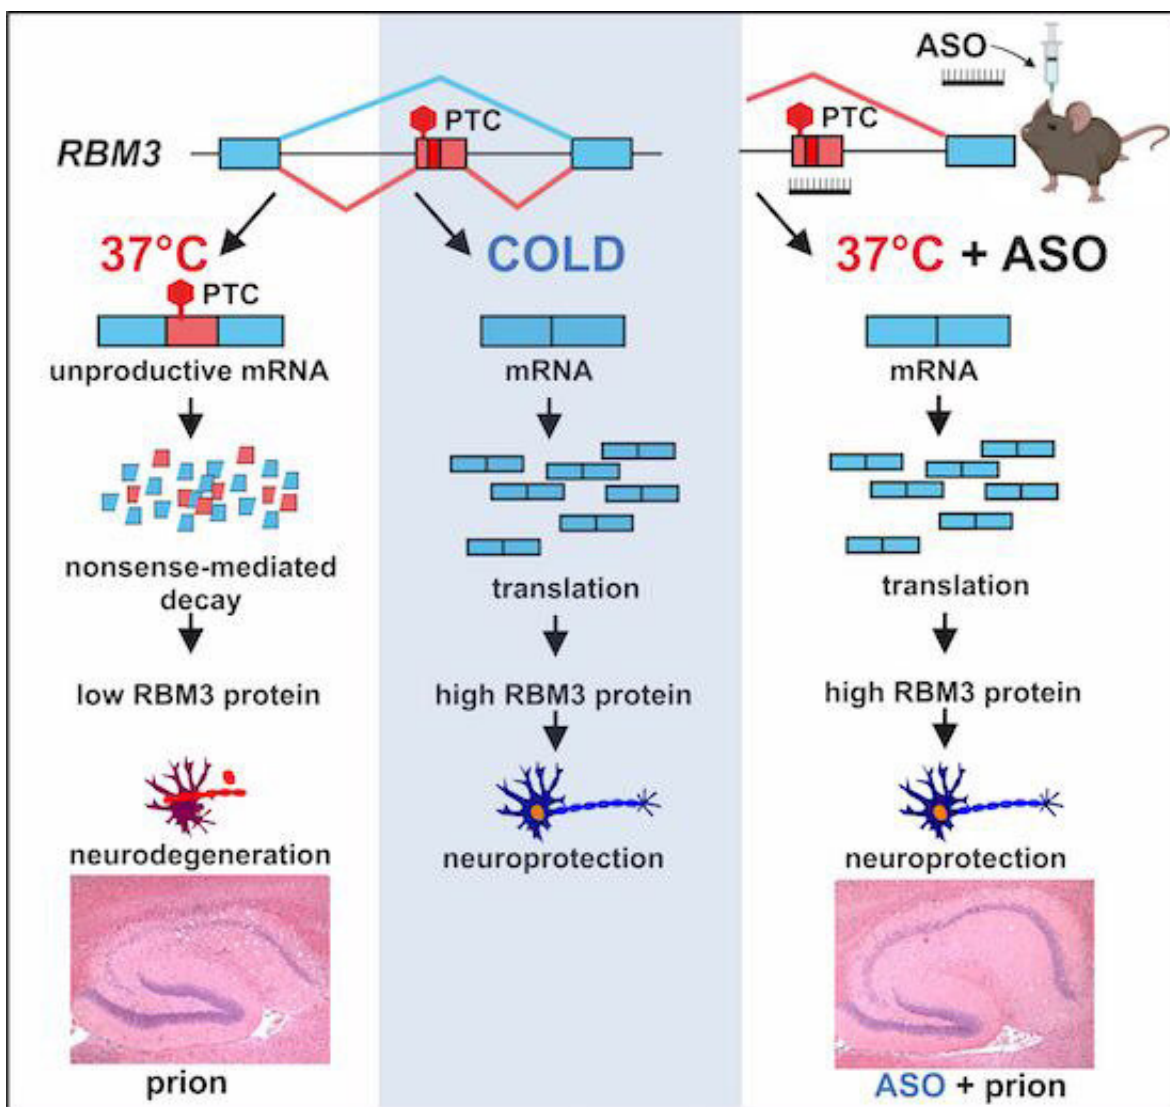 ASO
PTC
PTC
RBM3
37°C
COLD
37°C + ASO
PTC
unproductive mRNA
mRNA
mRNA
nonsense-mediated
decay
translation
translation
low RBM3 protein
high RBM3 protein
high RBM3 protein
neurodegeneration
neuroprotection
neuroprotection
prion
ASO + prion